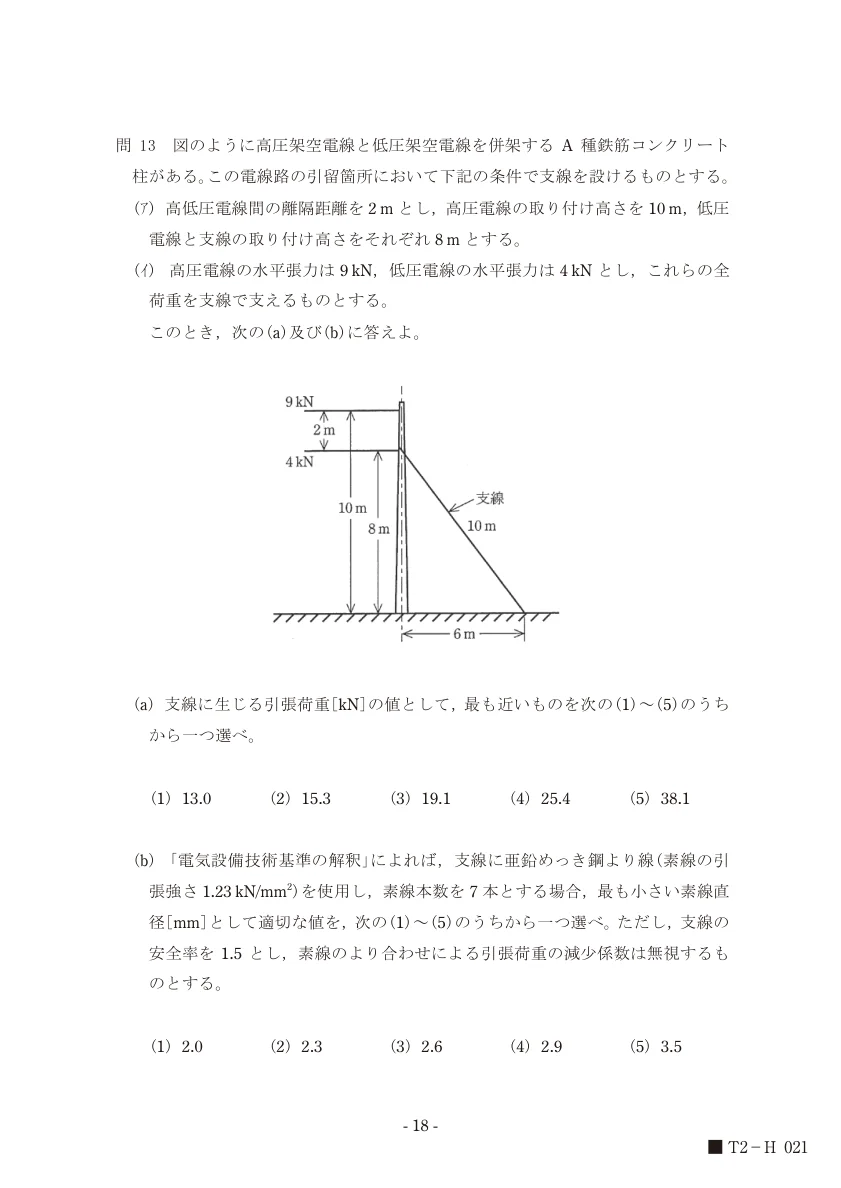 問 13 図のように高圧架空電線と低圧架空電線を併架する A 種鉄筋コンクリート
柱がある。この電線路の引留箇所において下記の条件で支線を設けるものとする。
(ア) 高低圧電線間の離隔距離を 2 m とし，高圧電線の取り付け高さを 10 m，低圧
電線と支線の取り付け高さをそれぞれ 8 m とする。
(イ) 高圧電線の水平張力は 9 kN，低圧電線の水平張力は 4 kN とし，これらの全
荷重を支線で支えるものとする。
このとき，次の(a)及び(b)に答えよ。
9 kN
2 m
4 kN
支線
10 m
8 m
10 m
6 m
(a) 支線に生じる引張荷重[kN]の値として，最も近いものを次の(1)～(5)のうち
から一つ選べ。
(1) 13.0 (2) 15.3 (3) 19.1 (4) 25.4 (5) 38.1
(b) 「電気設備技術基準の解釈」によれば，支線に亜鉛めっき鋼より線(素線の引
張強さ 1.23 kN/mm²)を使用し，素線本数を 7 本とする場合，最も小さい素線直
径[mm]として適切な値を，次の(1)～(5)のうちから一つ選べ。ただし，支線の
安全率を 1.5 とし，素線のより合わせによる引張荷重の減少係数は無視するも
のとする。
(1) 2.0 (2) 2.3 (3) 2.6 (4) 2.9 (5) 3.5
- 18 -
■ T2－H 021